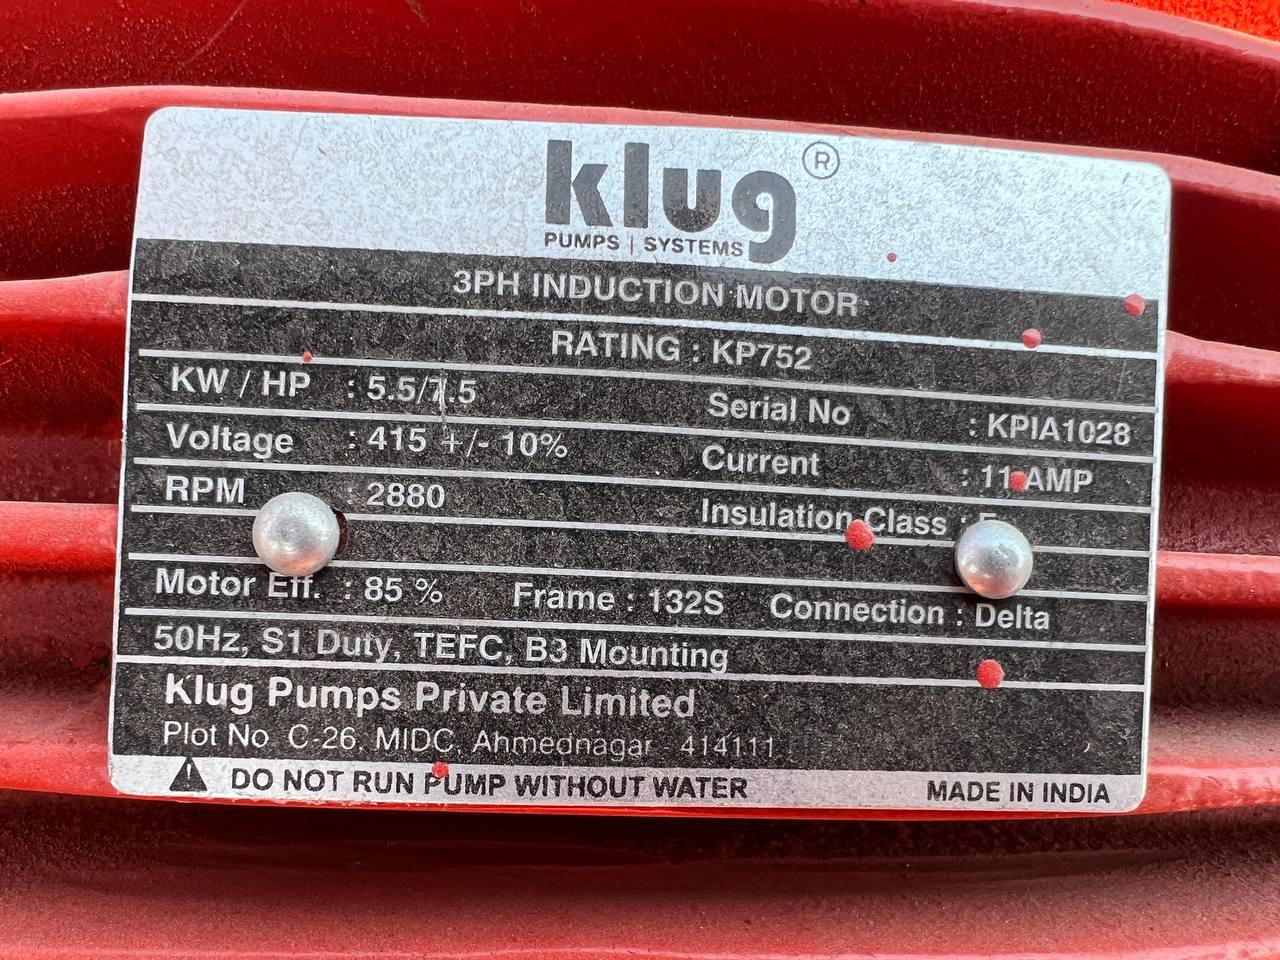 klug ®
PUMPS | SYSTEMS
3PH INDUCTION MOTOR
RATING : KP752
KW / HP : 5.5/7.5 Serial No : KPIA1028
Voltage : 415 +/- 10% Current : 11 AMP
RPM : 2880 Insulation Class :
Motor Eff. : 85 % Frame : 132S Connection : Delta
50Hz, S1 Duty, TEFC, B3 Mounting
Klug Pumps Private Limited
Plot No C-26, MIDC, Ahmednagar 414111
DO NOT RUN PUMP WITHOUT WATER MADE IN INDIA